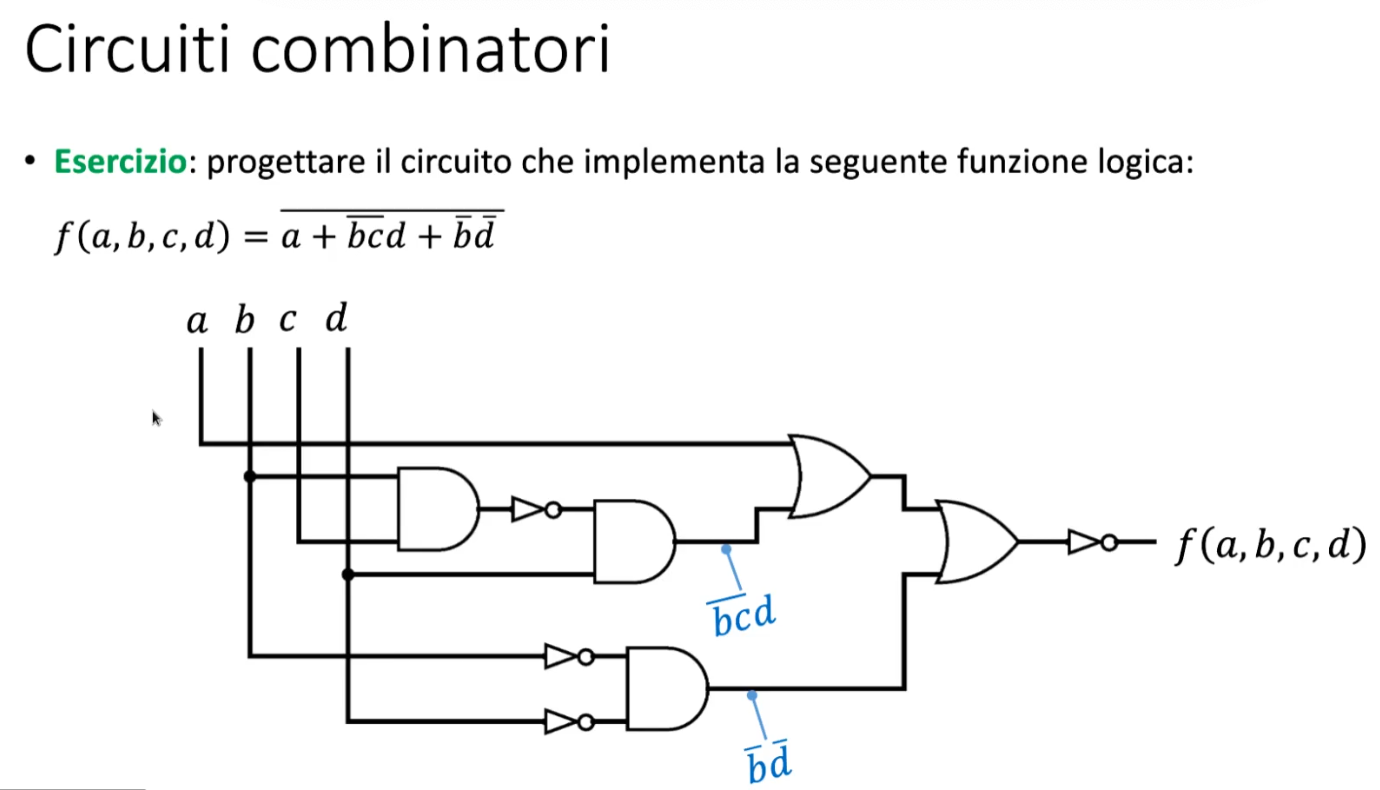 Circuiti combinatori
• Esercizio: progettare il circuito che implementa la seguente funzione logica:
f(a, b, c, d) = \overline{a + \overline{bc}d + \overline{b}\,\overline{d}}
a b c d
f(a, b, c, d)
\overline{bc}d
\overline{b}\overline{d}